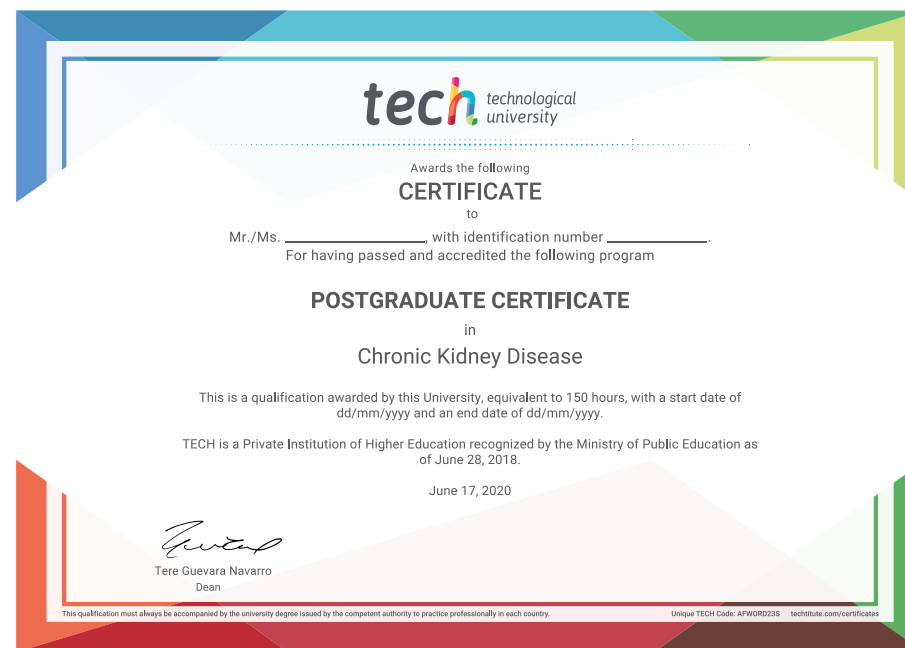 tech technological
university
Awards the following
CERTIFICATE
to
Mr./Ms. ____________________, with identification number ______________.
For having passed and accredited the following program
POSTGRADUATE CERTIFICATE
in
Chronic Kidney Disease
This is a qualification awarded by this University, equivalent to 150 hours, with a start date of
dd/mm/yyyy and an end date of dd/mm/yyyy.
TECH is a Private Institution of Higher Education recognized by the Ministry of Public Education as
of June 28, 2018.
June 17, 2020
Tere Guevara Navarro
Dean
This qualification must always be accompanied by the university degree issued by the competent authority to practice professionally in each country.
Unique TECH Code: AFWORD23S techtitute.com/certificates